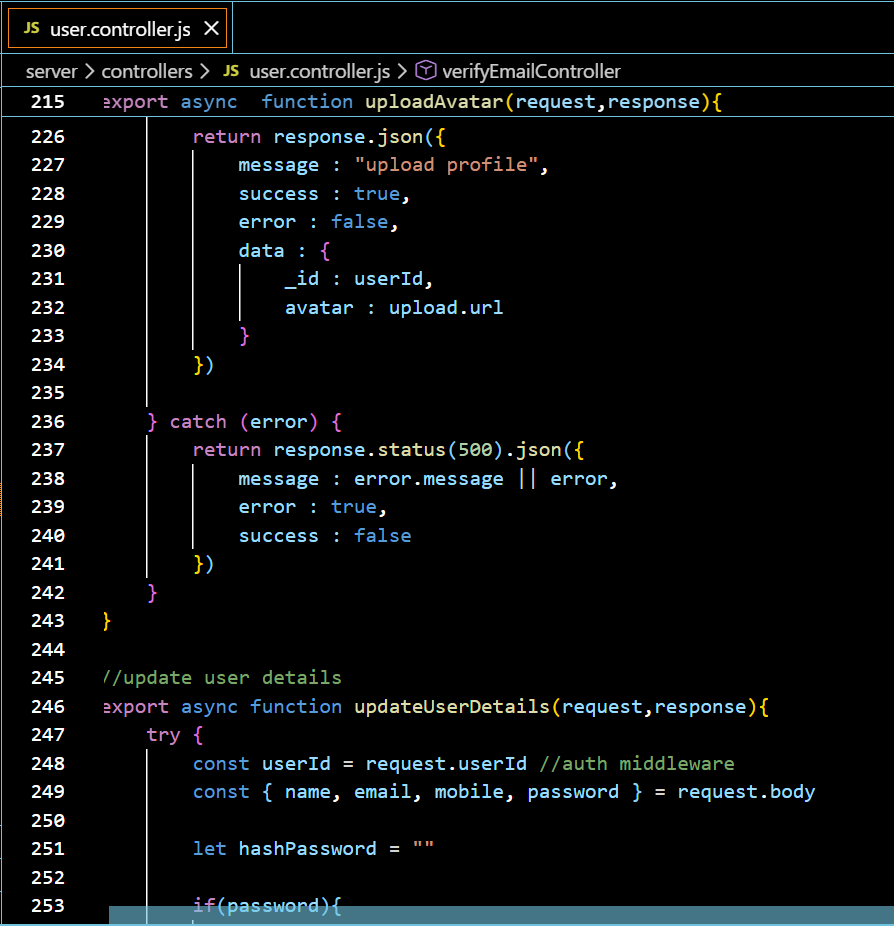 JS user.controller.js ×
server > controllers > JS user.controller.js > verifyEmailController
215 export async  function uploadAvatar(request,response){
226         return response.json({
227             message : "upload profile",
228             success : true,
229             error : false,
230             data : {
231                 _id : userId,
232                 avatar : upload.url
233             }
234         })
235
236     } catch (error) {
237         return response.status(500).json({
238             message : error.message || error,
239             error : true,
240             success : false
241         })
242     }
243 }
244
245 //update user details
246 export async function updateUserDetails(request,response){
247     try {
248         const userId = request.userId //auth middleware
249         const { name, email, mobile, password } = request.body
250
251         let hashPassword = ""
252
253         if(password){